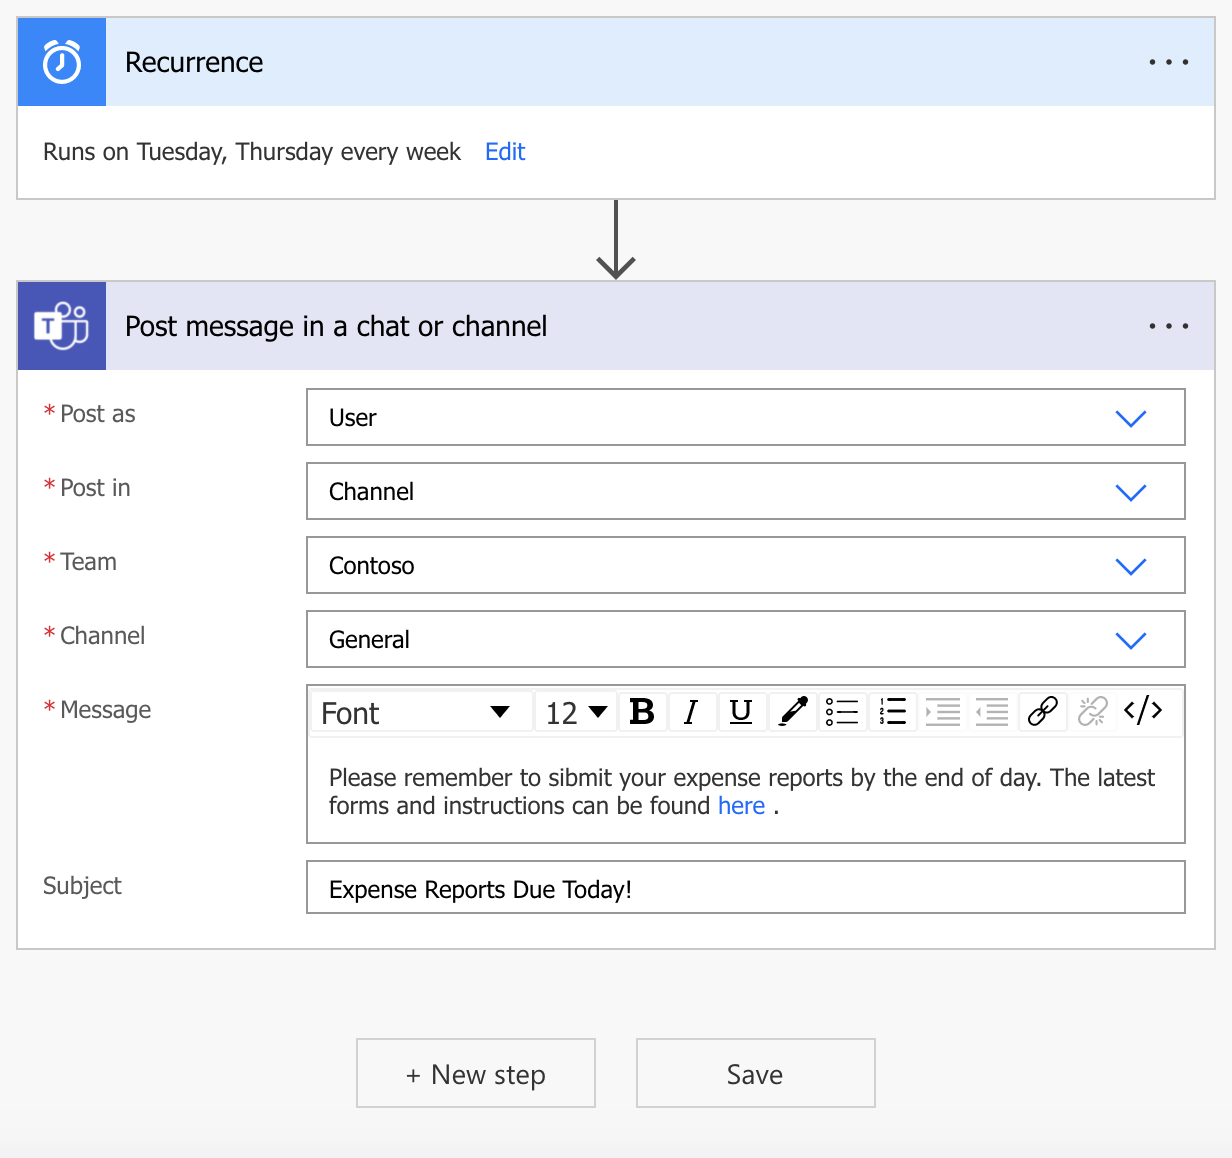 Recurrence
Runs on Tuesday, Thursday every week Edit
T
Post message in a chat or channel
* Post as
User
* Post in
Channel
* Team
Contoso
* Channel
General
* Message
Font 12 B I U </>
Please remember to sibmit your expense reports by the end of day. The latest
forms and instructions can be found here .
Subject
Expense Reports Due Today!
+ New step
Save